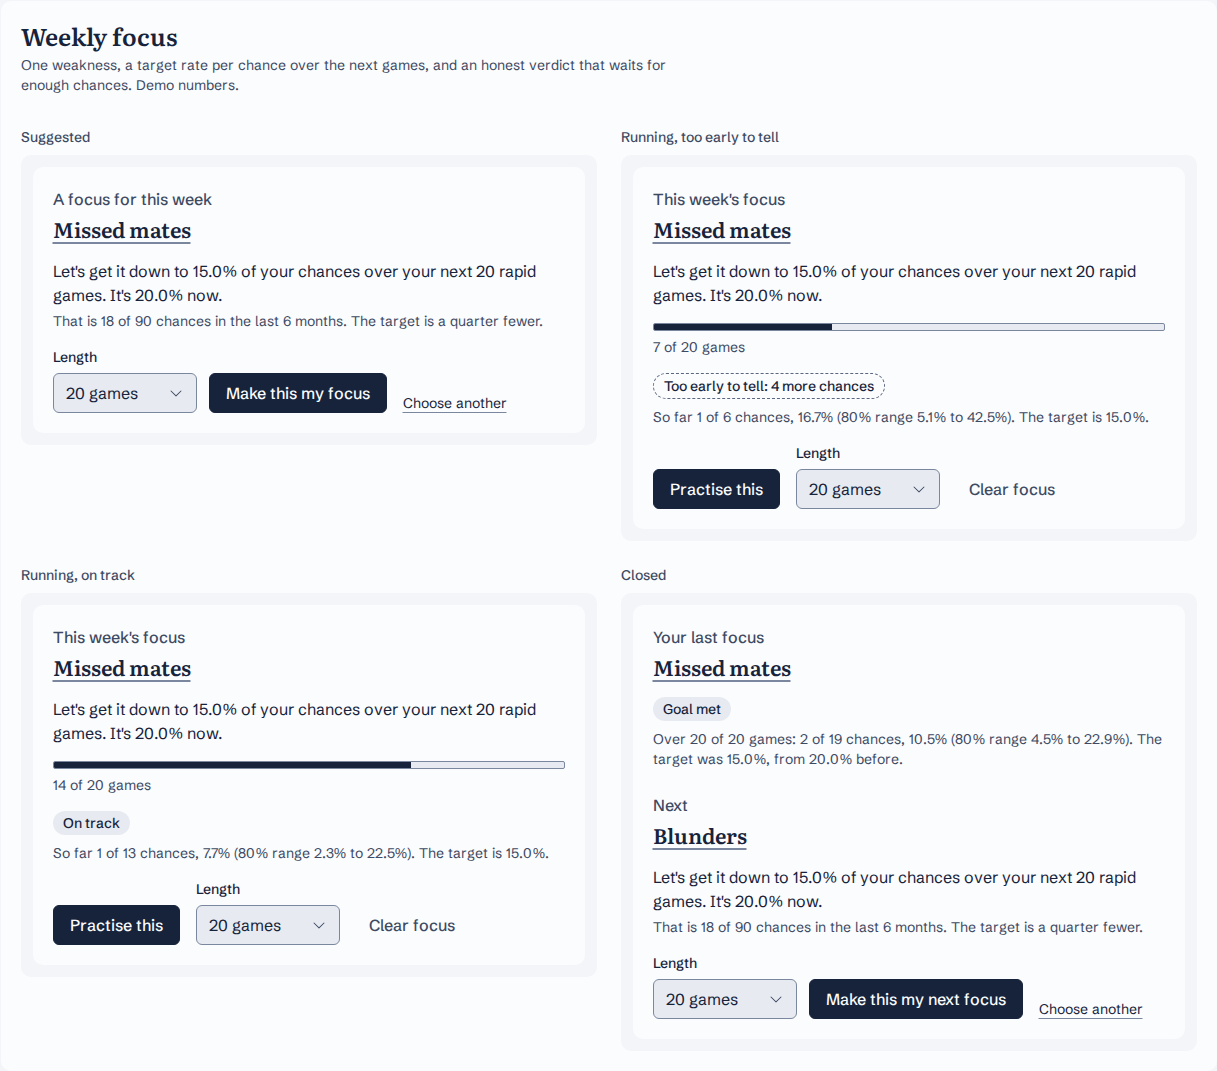 Weekly focus
One weakness, a target rate per chance over the next games, and an honest verdict that waits for
enough chances. Demo numbers.
Suggested
A focus for this week
Missed mates
Let's get it down to 15.0% of your chances over your next 20 rapid
games. It's 20.0% now.
That is 18 of 90 chances in the last 6 months. The target is a quarter fewer.
Length
20 games
Make this my focus
Choose another
Running, too early to tell
This week's focus
Missed mates
Let's get it down to 15.0% of your chances over your next 20 rapid
games. It's 20.0% now.
7 of 20 games
Too early to tell: 4 more chances
So far 1 of 6 chances, 16.7% (80% range 5.1% to 42.5%). The target is 15.0%.
Length
Practise this
20 games
Clear focus
Running, on track
This week's focus
Missed mates
Let's get it down to 15.0% of your chances over your next 20 rapid
games. It's 20.0% now.
14 of 20 games
On track
So far 1 of 13 chances, 7.7% (80% range 2.3% to 22.5%). The target is 15.0%.
Length
Practise this
20 games
Clear focus
Closed
Your last focus
Missed mates
Goal met
Over 20 of 20 games: 2 of 19 chances, 10.5% (80% range 4.5% to 22.9%). The
target was 15.0%, from 20.0% before.
Next
Blunders
Let's get it down to 15.0% of your chances over your next 20 rapid
games. It's 20.0% now.
That is 18 of 90 chances in the last 6 months. The target is a quarter fewer.
Length
20 games
Make this my next focus
Choose another